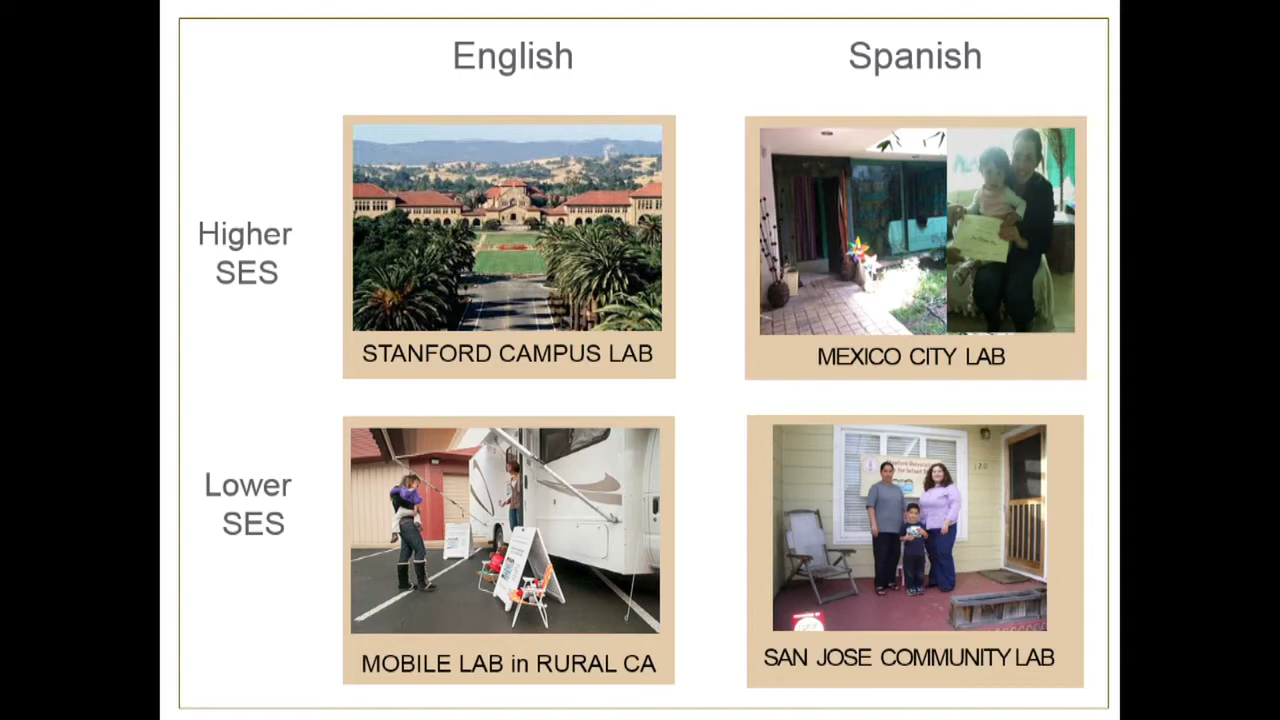 English
Spanish
Higher
SES
STANFORD CAMPUS LAB
MEXICO CITY LAB
Lower
SES
120
MOBILE LAB in RURAL CA
SAN JOSE COMMUNITY LAB